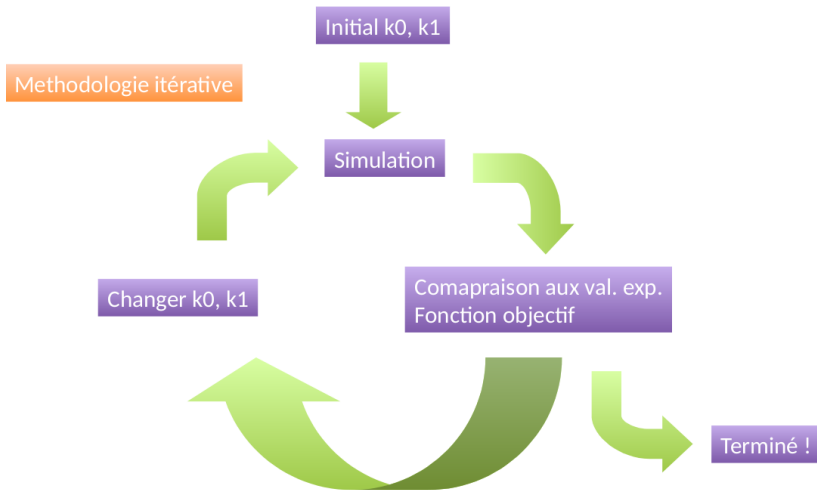 Initial k0, k1
Methodologie itérative
Simulation
Changer k0, k1
Comapraison aux val. exp.
Fonction objectif
Terminé !